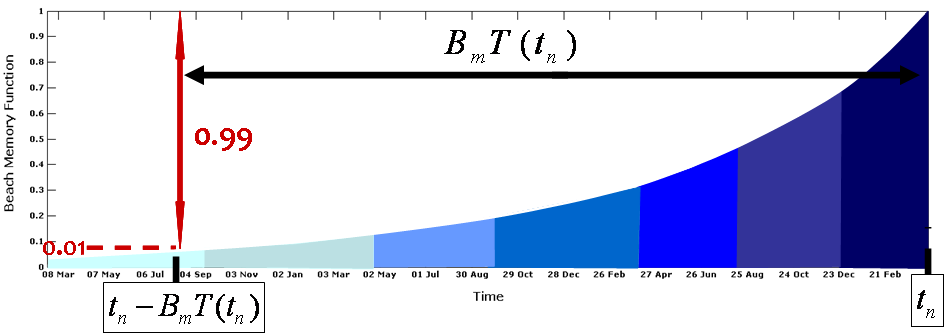 B_m T (t_n)
Beach Memory Function
1
0.9
0.8
0.7
0.6
0.5
0.4
0.3
0.2
0.1
0
0.99
0.01
08 Mar 07 May 06 Jul 04 Sep 03 Nov 02 Jan 03 Mar 02 May 01 Jul 30 Aug 29 Oct 28 Dec 26 Feb 27 Apr 26 Jun 25 Aug 24 Oct 23 Dec 21 Feb
Time
t_n − B_m T(t_n)
t_n